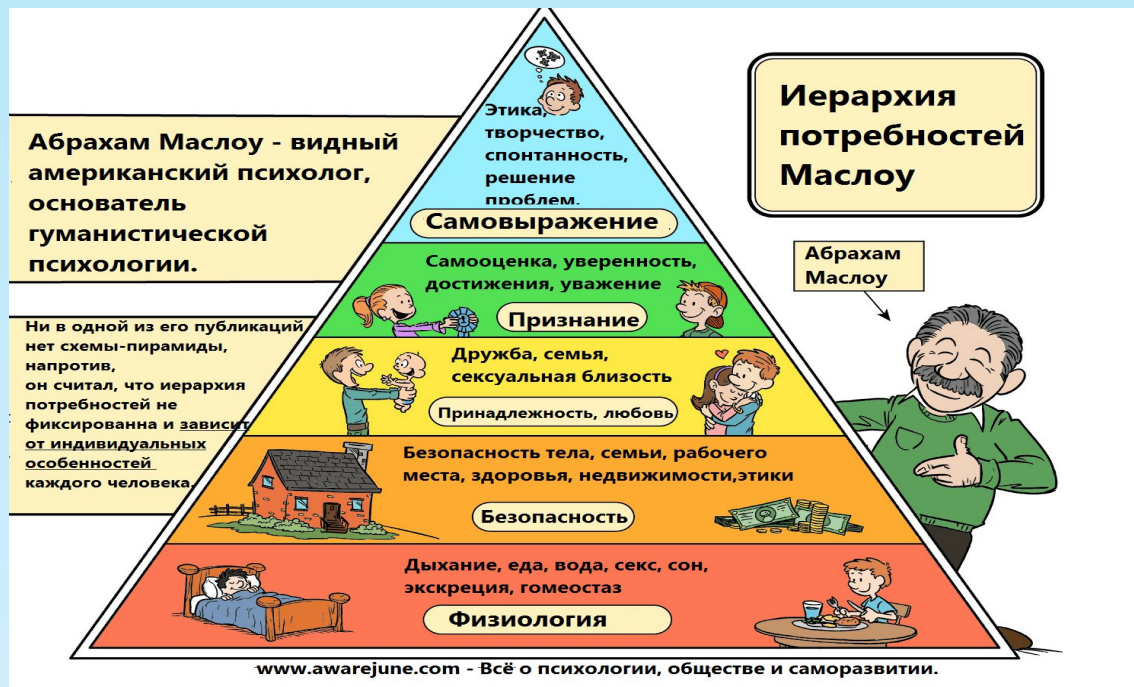 Иерархия
потребностей
Маслоу
Абрахам Маслоу - видный
американский психолог,
основатель
гуманистической
психологии.
Ни в одной из его публикаций
нет схемы-пирамиды,
напротив,
он считал, что иерархия
потребностей не
фиксированна и зависит
от индивидуальных
особенностей
каждого человека.
Этика,
творчество,
спонтанность,
решение
проблем.
Самовыражение
Самооценка, уверенность,
достижения, уважение
Признание
Дружба, семья,
сексуальная близость
Принадлежность, любовь
Безопасность тела, семьи, рабочего
места, здоровья, недвижимости,этики
Безопасность
Дыхание, еда, вода, секс, сон,
экскреция, гомеостаз
Физиология
Абрахам
Маслоу
www.awarejune.com - Всё о психологии, обществе и саморазвитии.